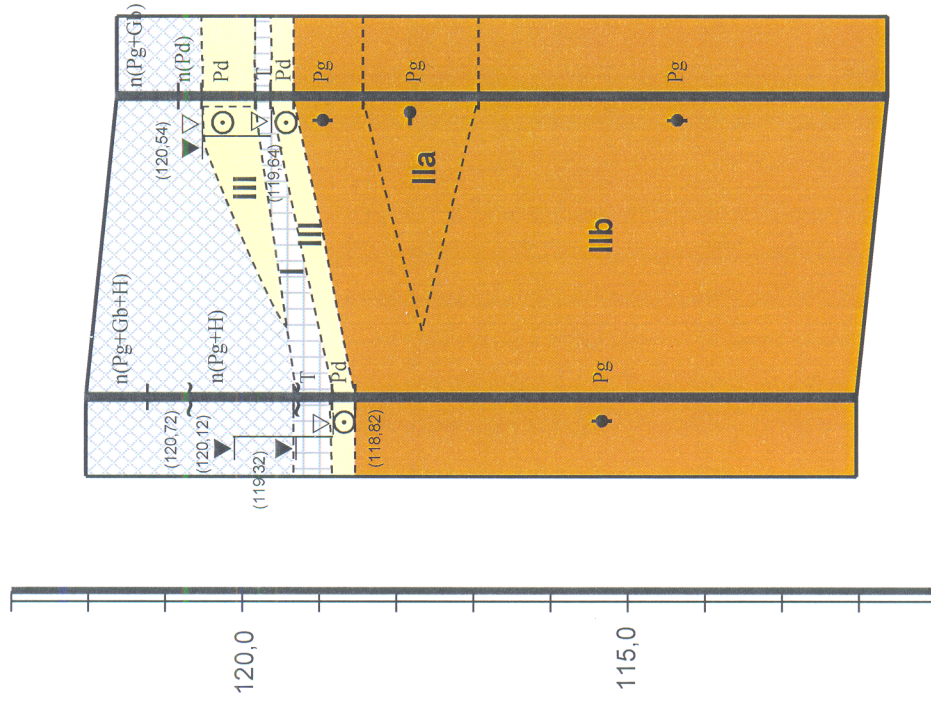 n(Pg+Gb)
n(Pd)
Pd
T
Pd
Pg
Pg
Pg
(120,54)
(119,64)
III
III
I
IIa
IIb
n(Pg+Gb+H)
n(Pg+H)
T
Pd
Pg
(120,72)
(120,12)
(119,32)
(118,82)
120,0
115,0